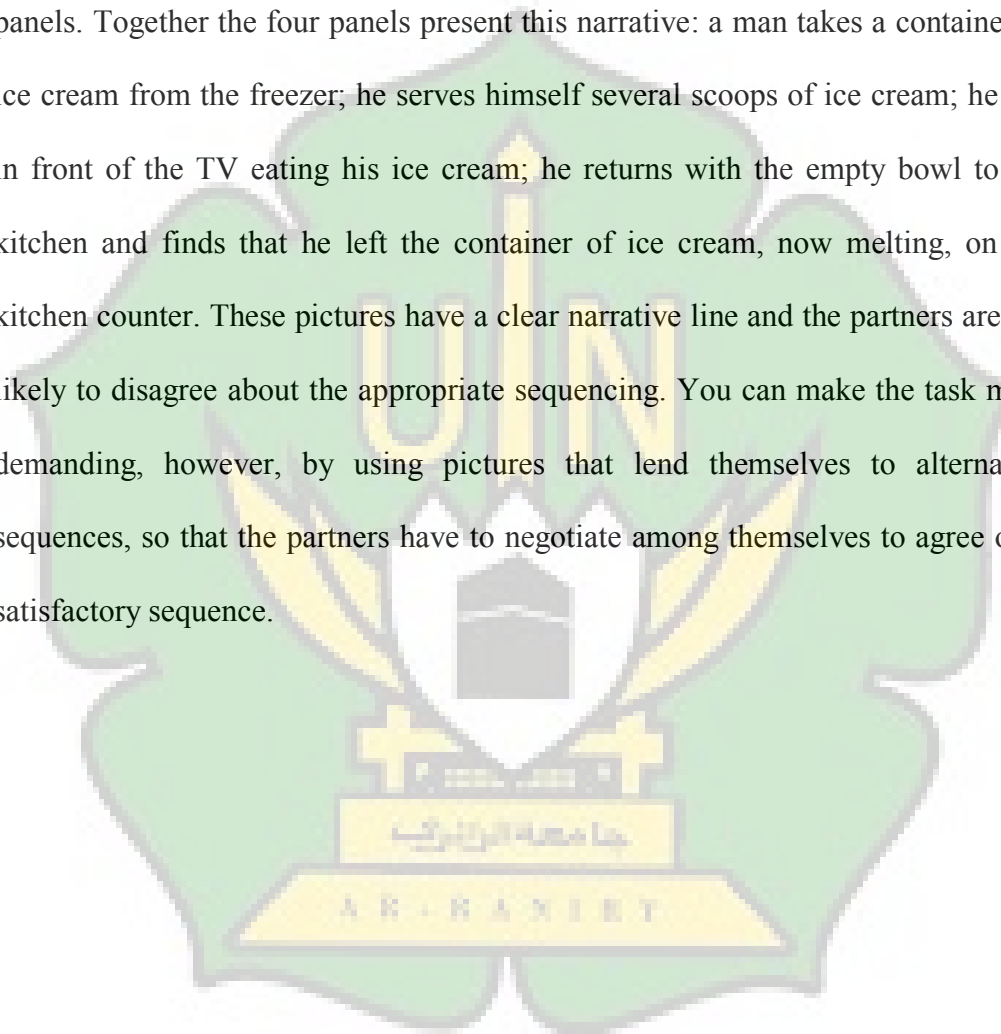 panels. Together the four panels present this narrative: a man takes a containe
ice cream from the freezer; he serves himself several scoops of ice cream; he
in front of the TV eating his ice cream; he returns with the empty bowl to
kitchen and finds that he left the container of ice cream, now melting, on
kitchen counter. These pictures have a clear narrative line and the partners are
likely to disagree about the appropriate sequencing. You can make the task m
demanding, however, by using pictures that lend themselves to alterna
sequences, so that the partners have to negotiate among themselves to agree o
satisfactory sequence.
UIN
AR-RANIRY